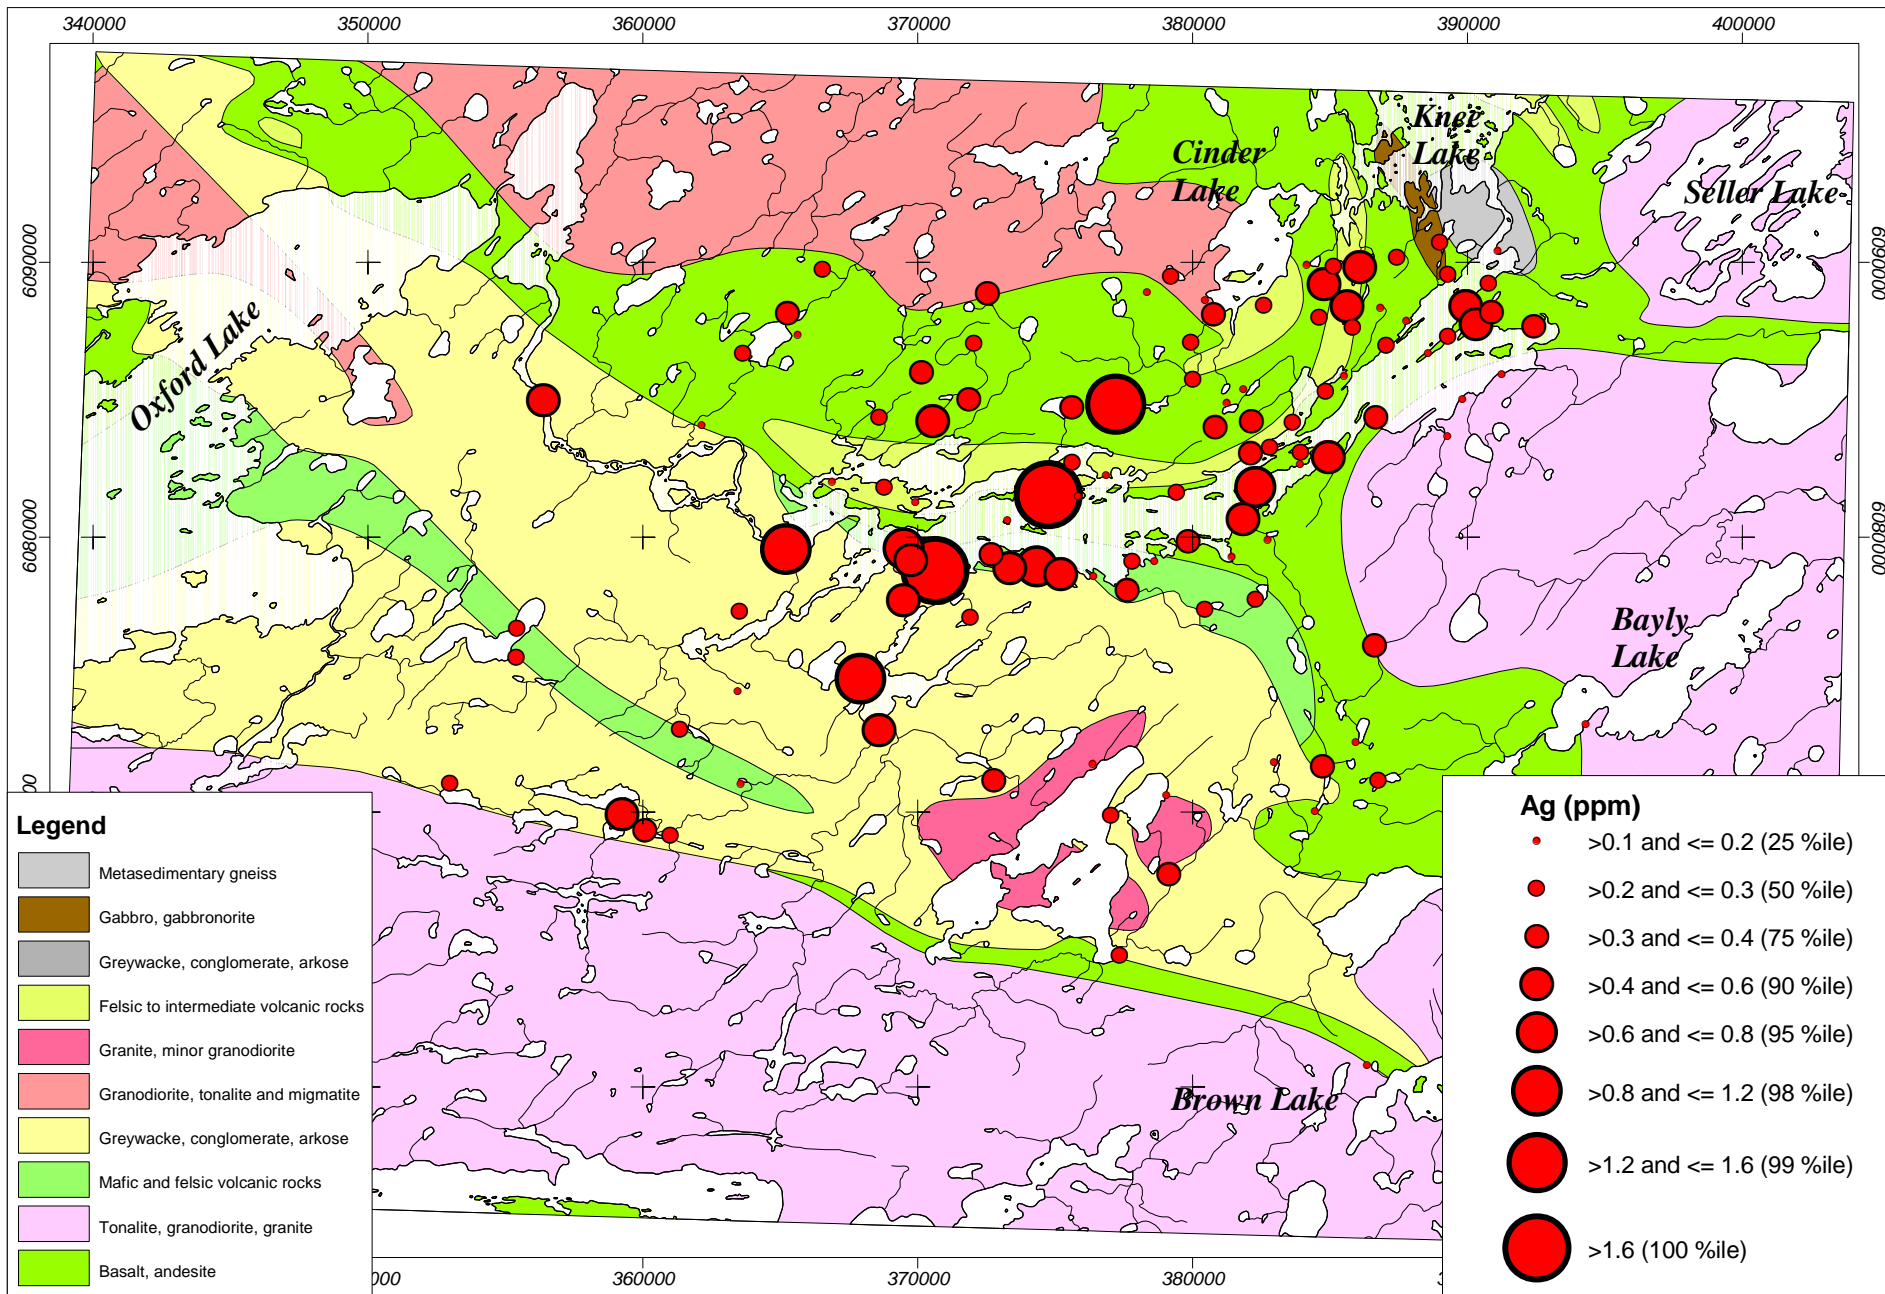 340000
350000
360000
370000
380000
390000
400000
Knee
Lake
Cinder
Lake
Seller Lake
6090000
6090000
Oxford Lake
6080000
6080000
Bayly
Lake
Brown Lake
00
Legend
Metasedimentary gneiss
Gabbro, gabbronorite
Greywacke, conglomerate, arkose
Felsic to intermediate volcanic rocks
Granite, minor granodiorite
Granodiorite, tonalite and migmatite
Greywacke, conglomerate, arkose
Mafic and felsic volcanic rocks
Tonalite, granodiorite, granite
Basalt, andesite
Ag (ppm)
>0.1 and <= 0.2 (25 %ile)
>0.2 and <= 0.3 (50 %ile)
>0.3 and <= 0.4 (75 %ile)
>0.4 and <= 0.6 (90 %ile)
>0.6 and <= 0.8 (95 %ile)
>0.8 and <= 1.2 (98 %ile)
>1.2 and <= 1.6 (99 %ile)
>1.6 (100 %ile)
360000
370000
380000